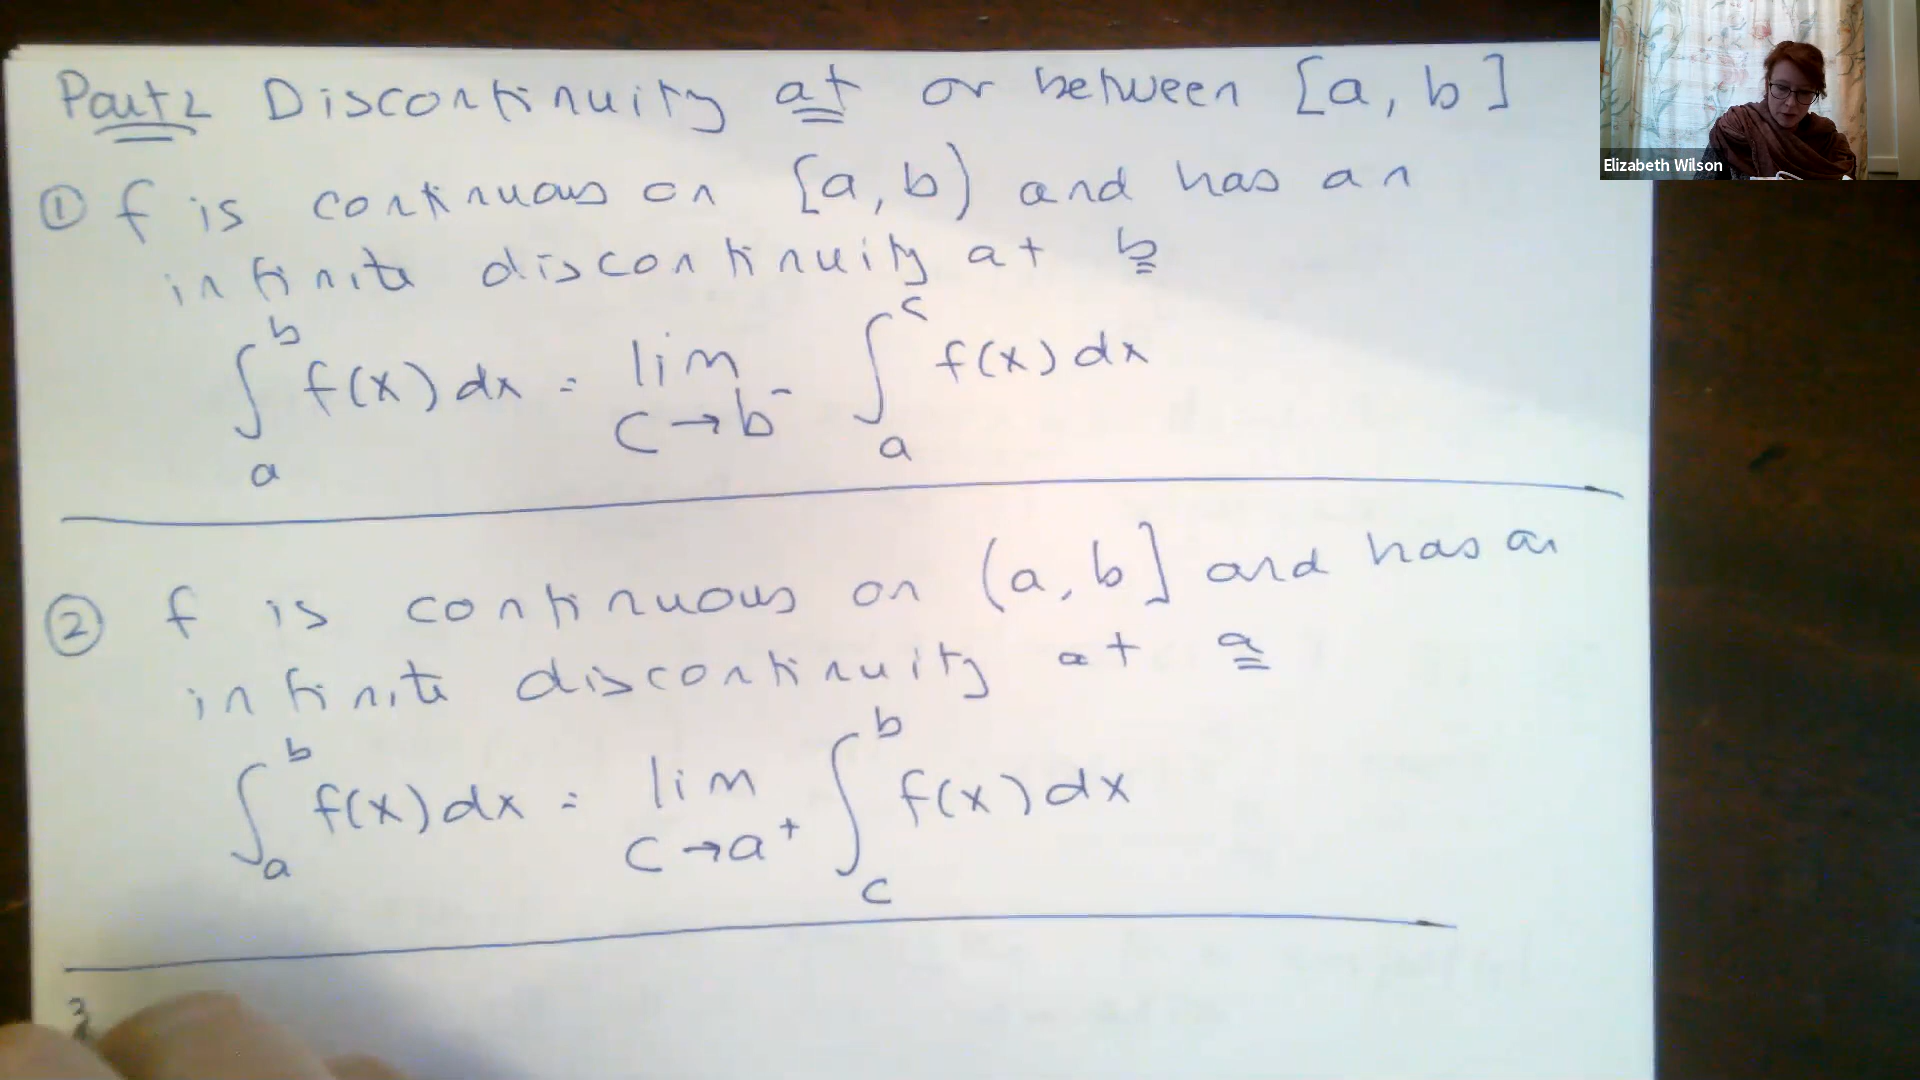 Part 2 Discontinuity at or between [a, b]
① f is continuous on [a, b) and has an
infinite discontinuity at b
∫_a^b f(x) dx = lim_{c→b⁻} ∫_a^c f(x) dx
② f is continuous on (a, b] and has an
infinite discontinuity at a
∫_a^b f(x) dx = lim_{c→a⁺} ∫_c^b f(x) dx
3
Elizabeth Wilson